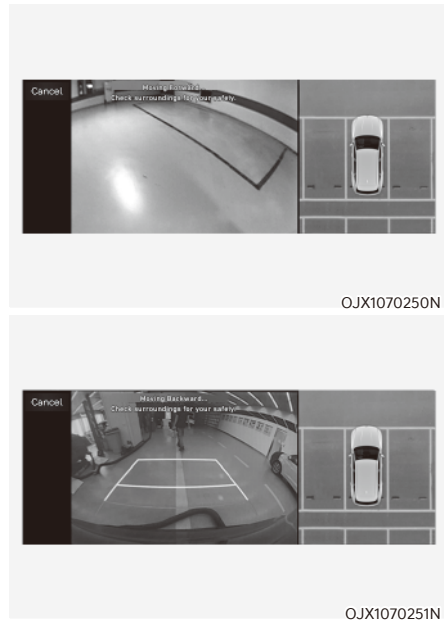 Cancel
Moving Forward...
Check surroundings for your safety.
OJX1070250N
Cancel
Moving Backward...
Check surroundings for your safety.
OJX1070251N